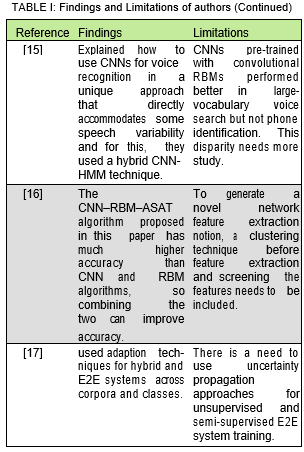 TABLE I: Findings and Limitations of authors (Continued)
Reference Findings Limitations
[15]
Explained how to
use CNNs for voice
recognition in a
unique approach
that directly
accommodates some
speech variability
and for this, they
used a hybrid CNN-
HMM technique.
CNNs pre-trained
with convolutional
RBMs performed
better in large-
vocabulary voice
search but not phone
identification. This
disparity needs more
study.
[16]
The
CNN–RBM–ASAT
algorithm proposed
in this paper has
much higher
accuracy than
CNN and RBM
algorithms, so
combining the
two can improve
accuracy.
To generate a
novel network
feature extraction
notion, a clustering
technique before
feature extraction
and screening the
features needs to be
included.
[17]
used adaption tech-
niques for hybrid and
E2E systems across
corpora and classes.
There is a need to
use uncertainty
propagation
approaches for
unsupervised and
semi-supervised E2E
system training.